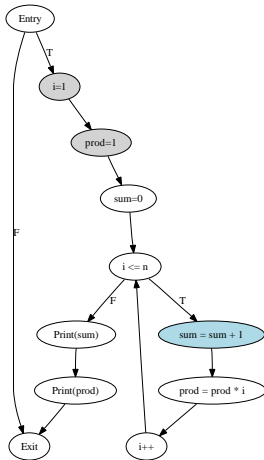 Entry
T
i=1
prod=1
sum=0
F
i <= n
F
T
Print(sum)
sum = sum + 1
Print(prod)
prod = prod * i
Exit
i++